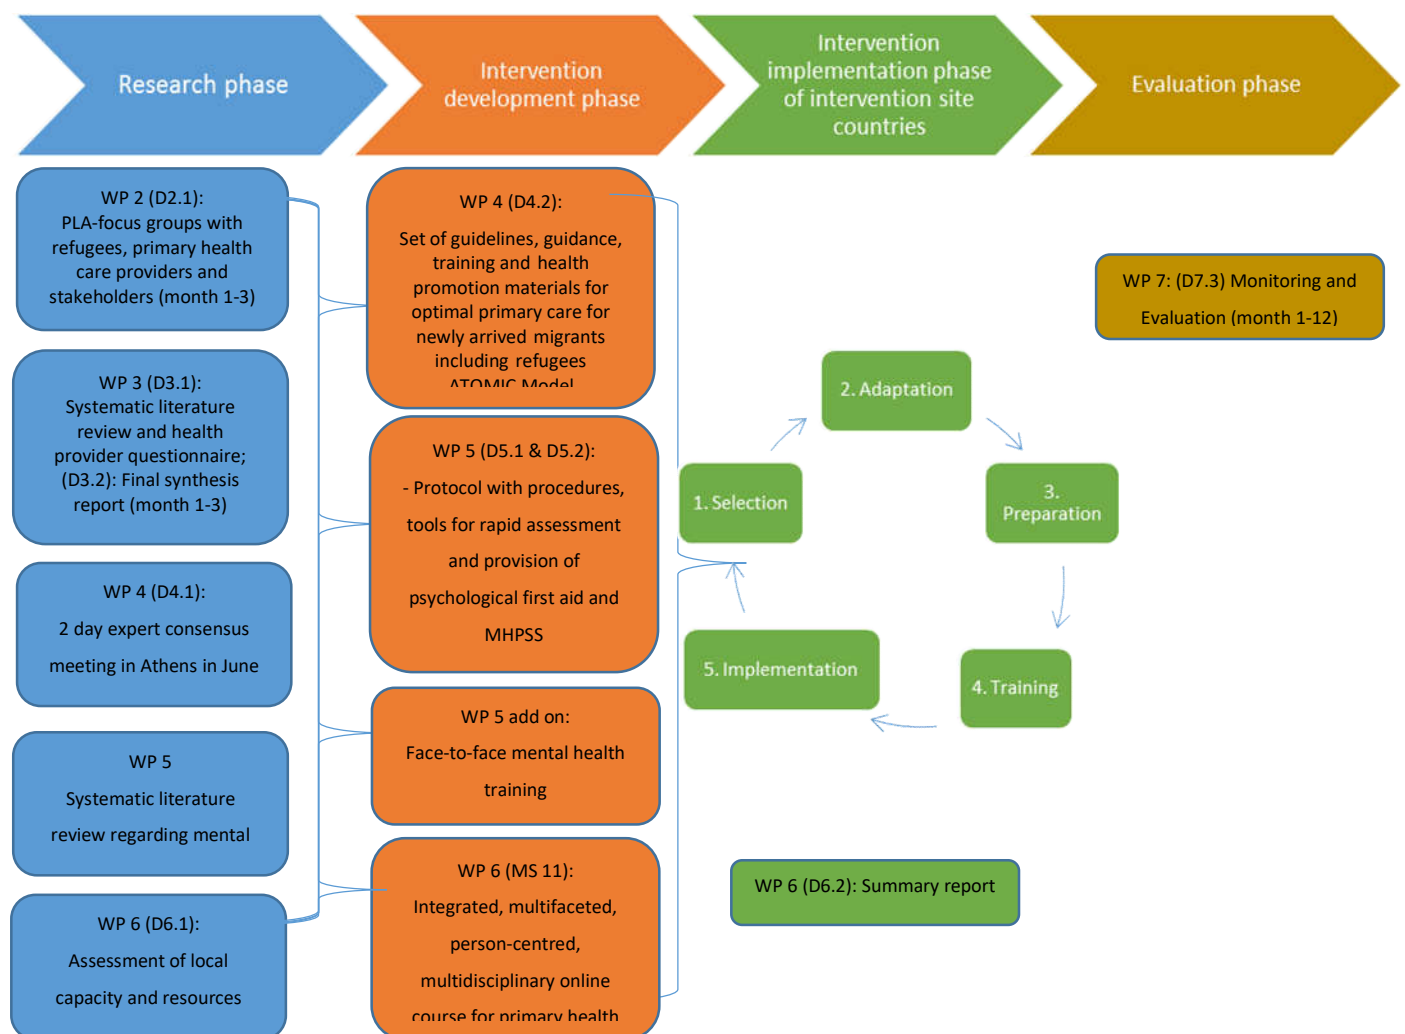 Research phase
Intervention
development phase
Intervention
implementation phase
of intervention site
countries
Evaluation phase
WP 2 (D2.1):
PLA-focus groups with
refugees, primary health
care providers and
stakeholders (month 1-3)
WP 3 (D3.1):
Systematic literature
review and health
provider questionnaire;
(D3.2): Final synthesis
report (month 1-3)
WP 4 (D4.1):
2 day expert consensus
meeting in Athens in June
WP 5
Systematic literature
review regarding mental
WP 6 (D6.1):
Assessment of local
capacity and resources
WP 4 (D4.2):
Set of guidelines, guidance,
training and health
promotion materials for
optimal primary care for
newly arrived migrants
including refugees
ATOMIC Model
WP 5 (D5.1 & D5.2):
- Protocol with procedures,
tools for rapid assessment
and provision of
psychological first aid and
MHPSS
WP 5 add on:
Face-to-face mental health
training
WP 6 (MS 11):
Integrated, multifaceted,
person-centred,
multidisciplinary online
course for primary health
1. Selection
2. Adaptation
3.
Preparation
4. Training
5. Implementation
WP 6 (D6.2): Summary report
WP 7: (D7.3) Monitoring and
Evaluation (month 1-12)